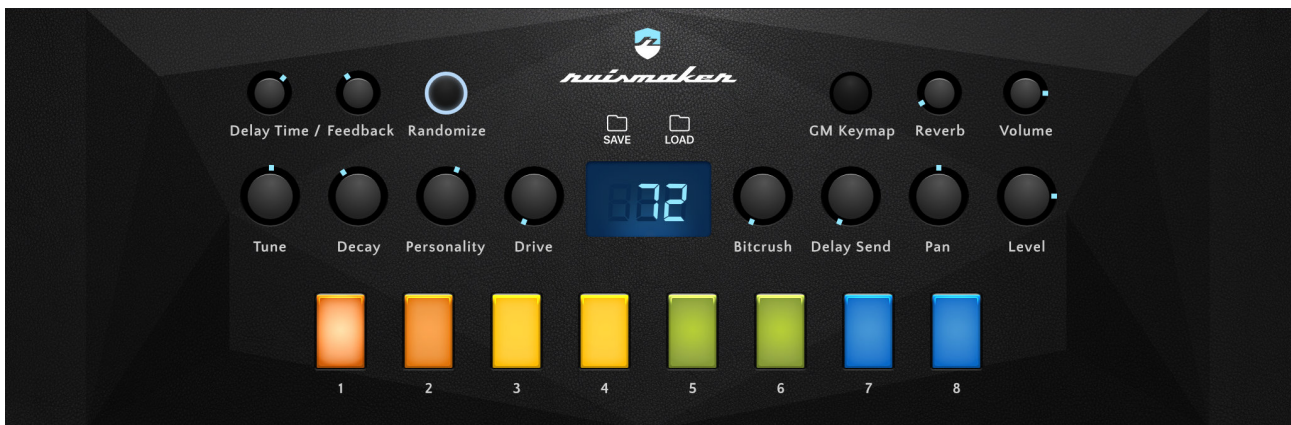 ruismaker
Delay Time / Feedback Randomize
GM Keymap Reverb Volume
SAVE LOAD
72
Tune Decay Personality Drive
Bitcrush Delay Send Pan Level
1 2 3 4 5 6 7 8